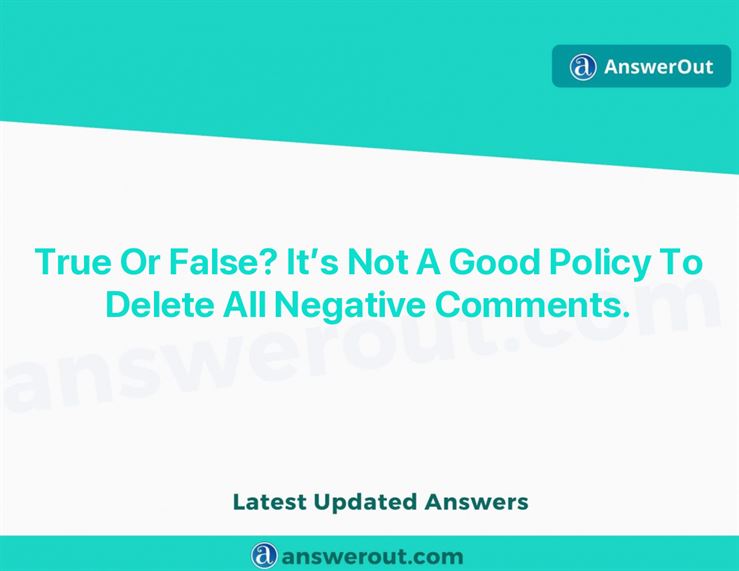 AnswerOut
True Or False? It’s Not A Good Policy To
Delete All Negative Comments.
answerout.com
Latest Updated Answers
answerout.com